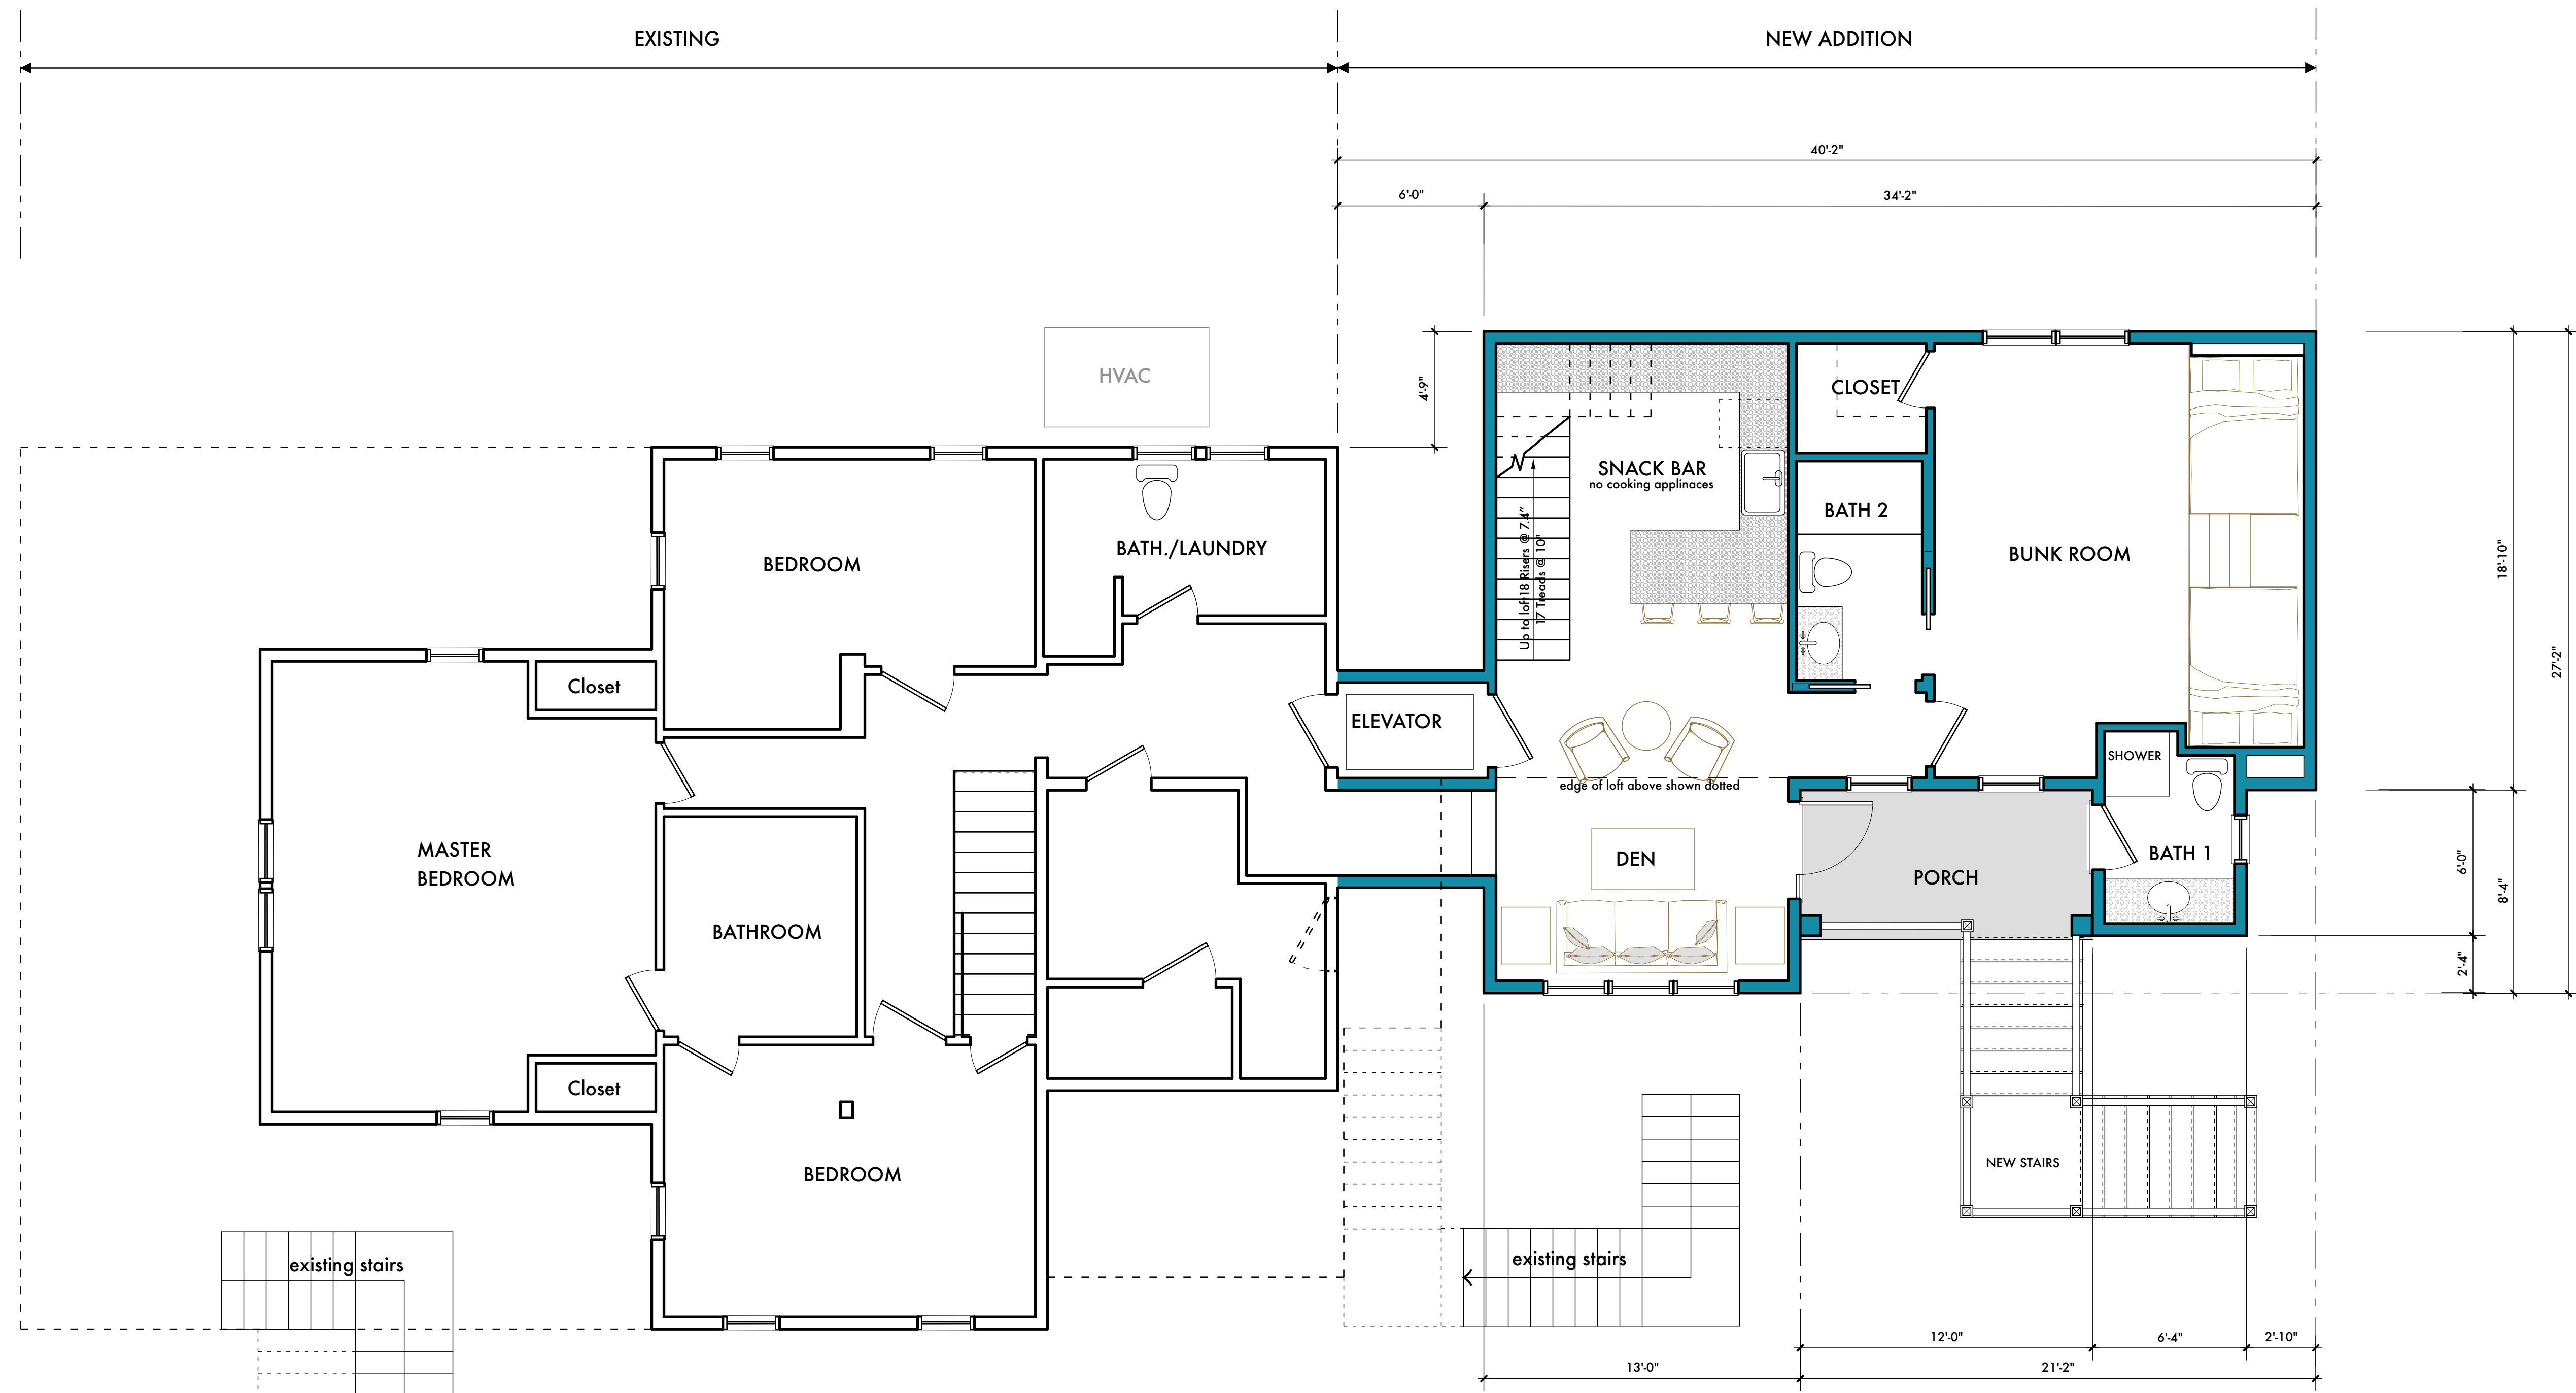 EXISTING
NEW ADDITION
40'-2"
6'-0"
34'-2"
HVAC
4'-9"
CLOSET
SNACK BAR
no cooking applinaces
BATH 2
BEDROOM
BATH./LAUNDRY
BUNK ROOM
18'-10"
27'-2"
Up to loft18 Risers @ 7.4"
17 Treads @ 10"
Closet
ELEVATOR
SHOWER
edge of loft above shown dotted
MASTER
BEDROOM
DEN
BATH 1
PORCH
6'-0"
8'-4"
BATHROOM
2'-4"
Closet
NEW STAIRS
BEDROOM
existing stairs
existing stairs
12'-0"
6'-4"
2'-10"
13'-0"
21'-2"